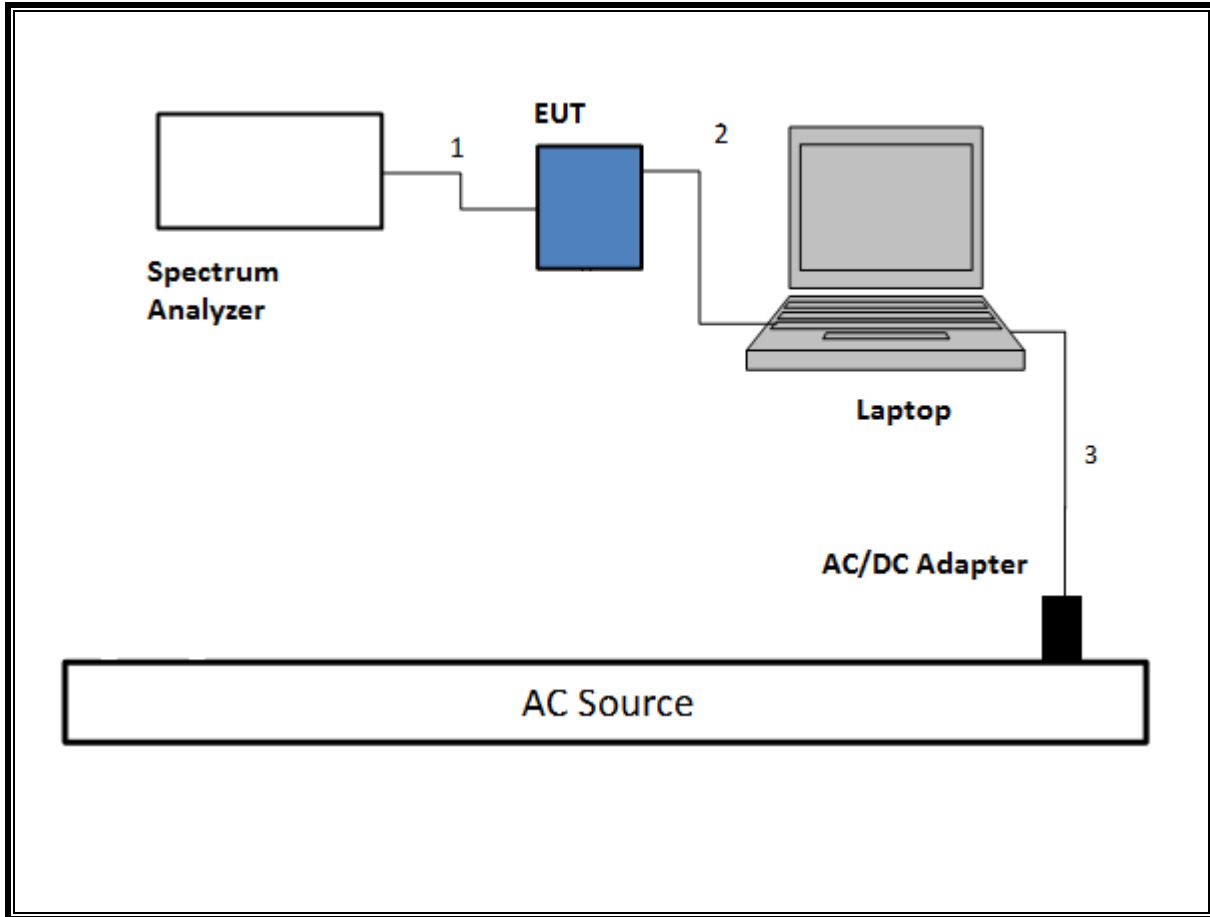 EUT
1
2
Spectrum
Analyzer
Laptop
3
AC/DC Adapter
AC Source